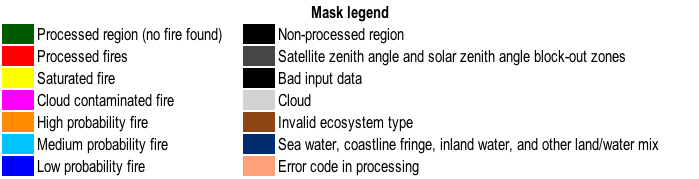 Mask legend
Processed region (no fire found)
Non-processed region
Processed fires
Satellite zenith angle and solar zenith angle block-out zones
Saturated fire
Bad input data
Cloud contaminated fire
Cloud
High probability fire
Invalid ecosystem type
Medium probability fire
Sea water, coastline fringe, inland water, and other land/water mix
Low probability fire
Error code in processing